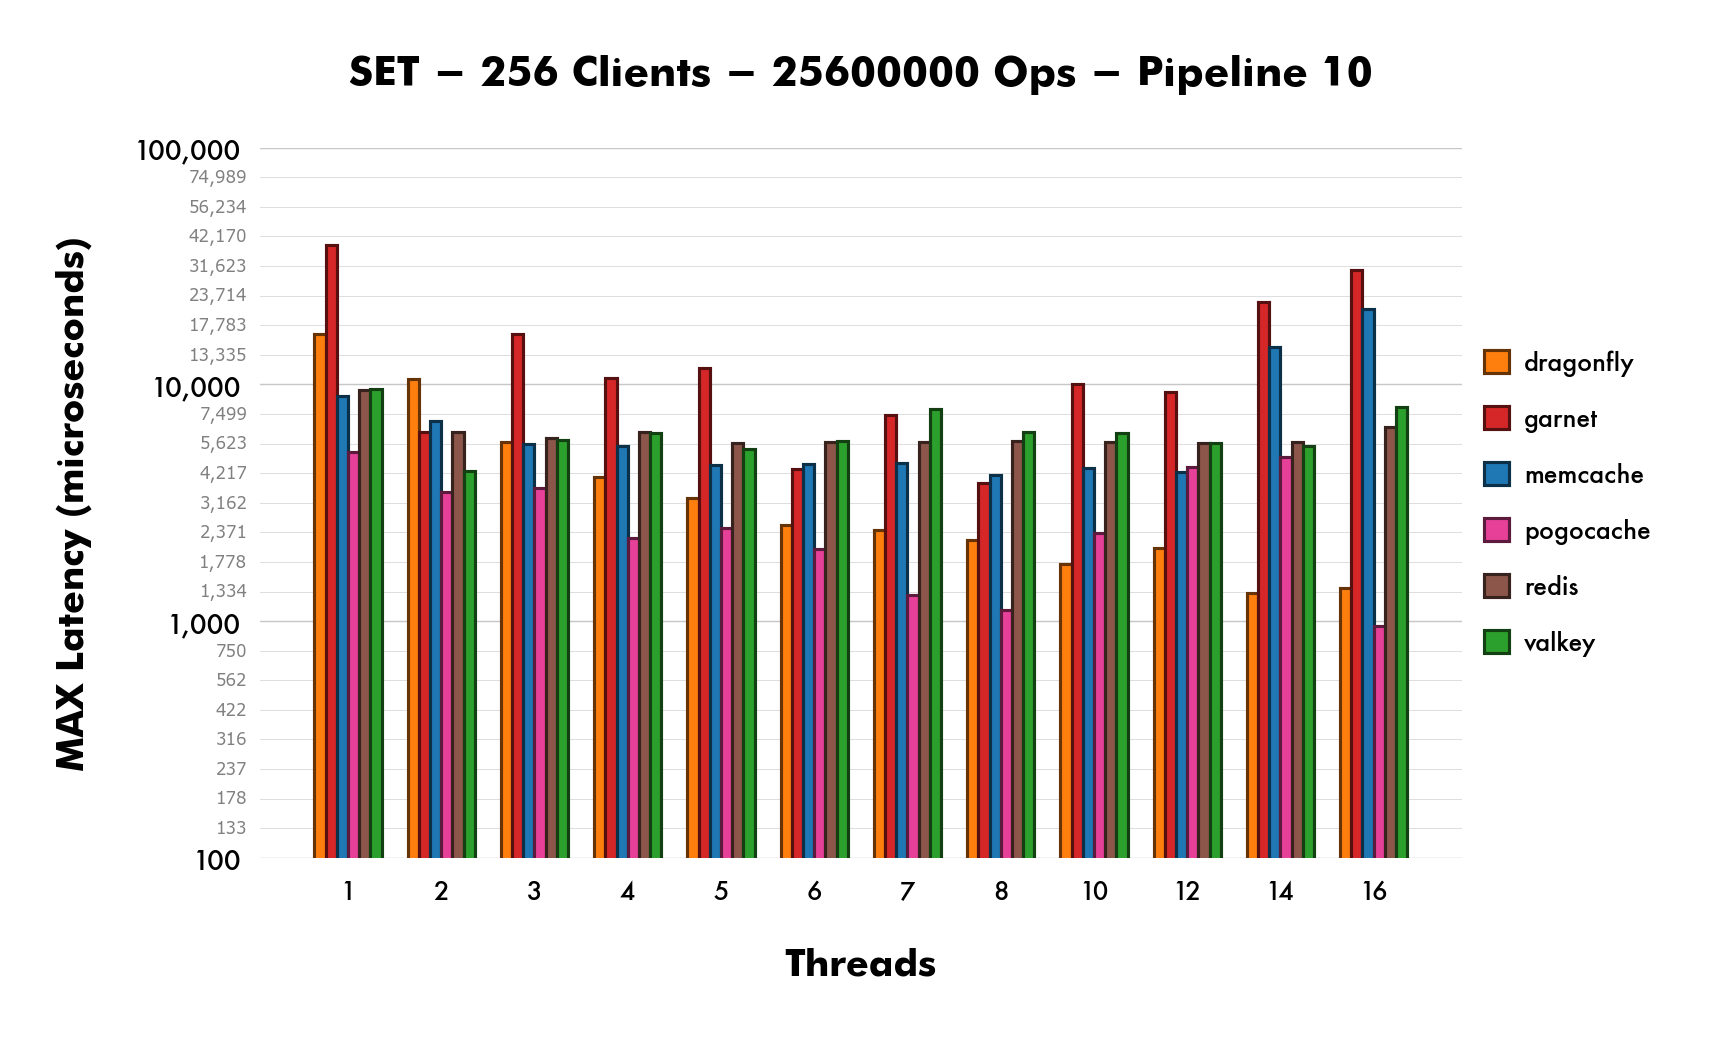 SET – 256 Clients – 25600000 Ops – Pipeline 10
MAX Latency (microseconds)
100,000
74,989
56,234
42,170
31,623
23,714
17,783
13,335
10,000
7,499
5,623
4,217
3,162
2,371
1,778
1,334
1,000
750
562
422
316
237
178
133
100
1 2 3 4 5 6 7 8 10 12 14 16
Threads
dragonfly
garnet
memcache
pogocache
redis
valkey